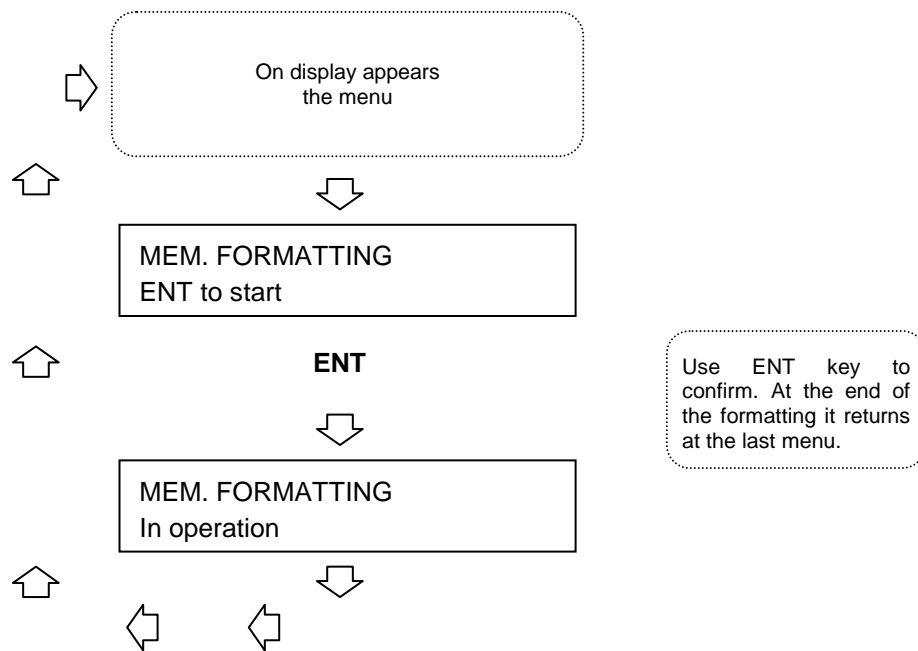 On display appears
the menu
MEM. FORMATTING
ENT to start
ENT
Use ENT key to
confirm. At the end of
the formatting it returns
at the last menu.
MEM. FORMATTING
In operation